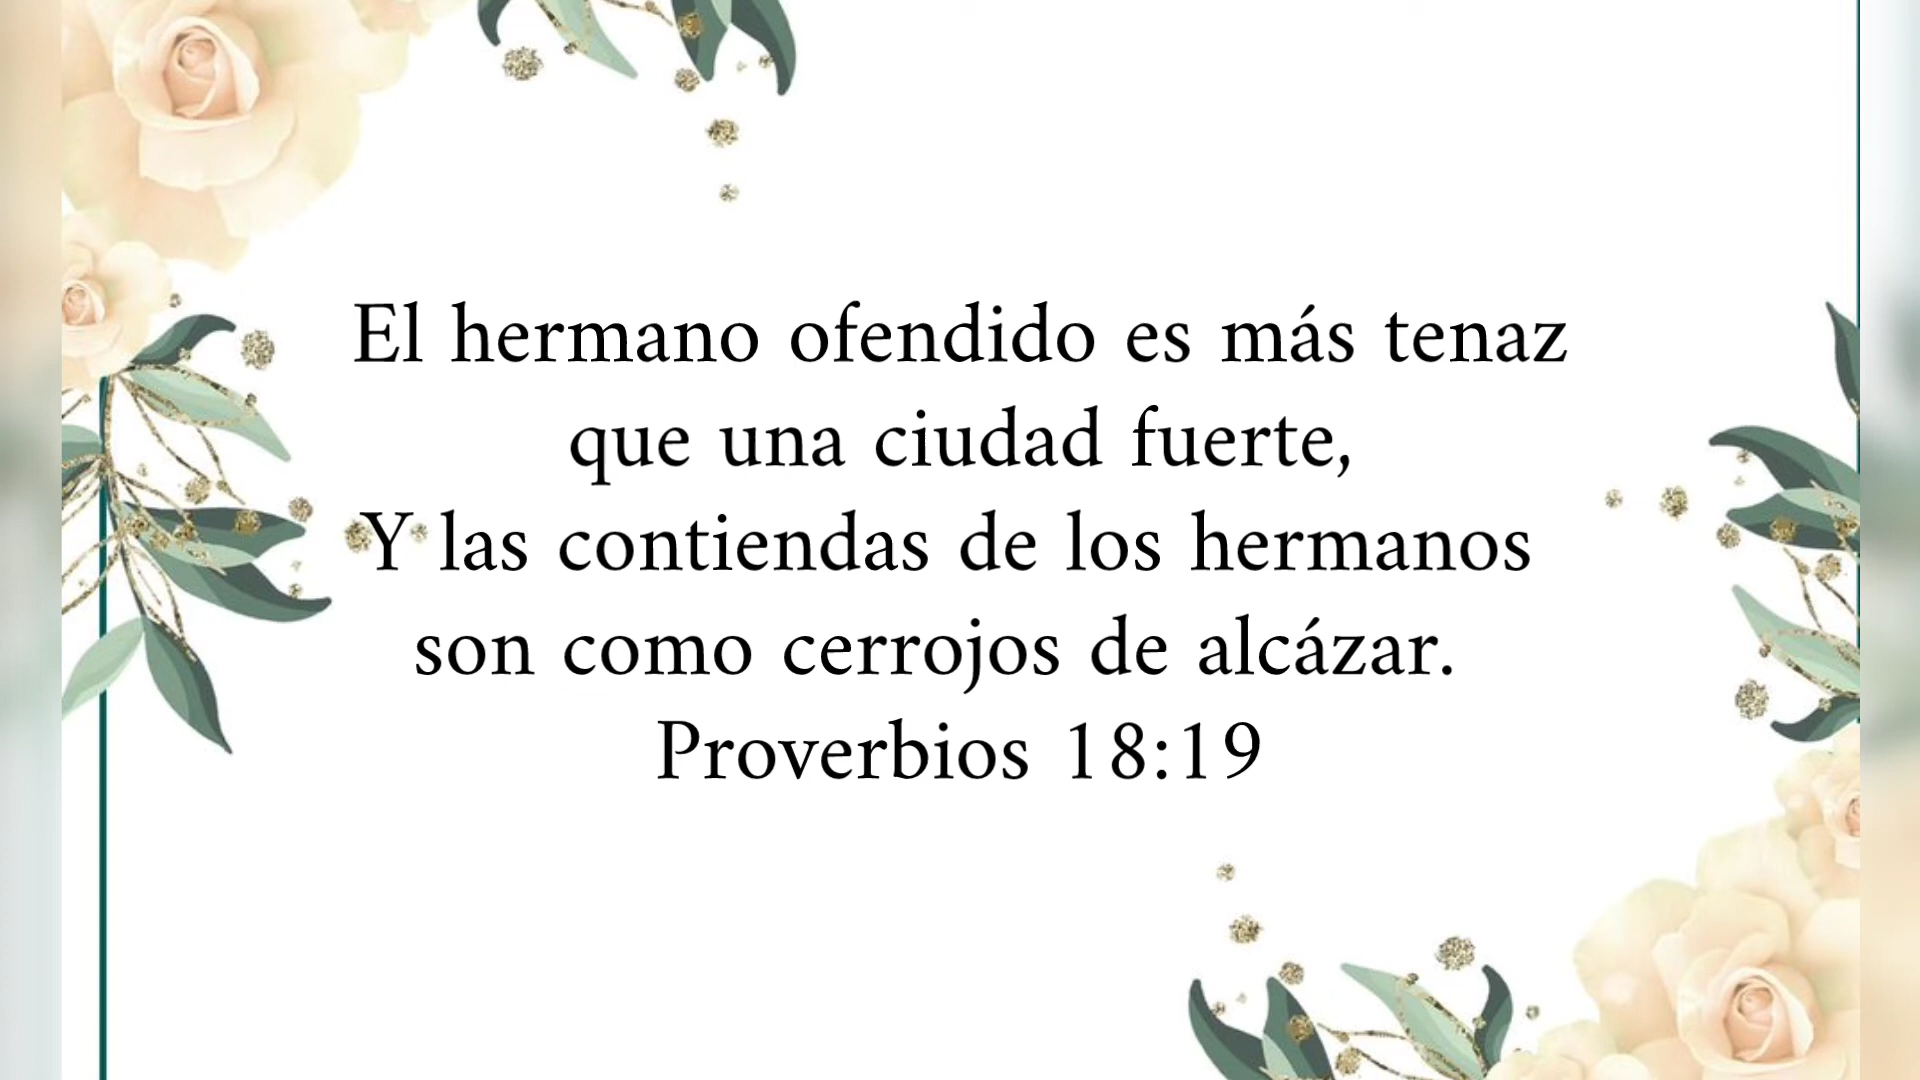 El hermano ofendido es más tenaz
que una ciudad fuerte,
Y las contiendas de los hermanos
son como cerrojos de alcázar.
Proverbios 18:19